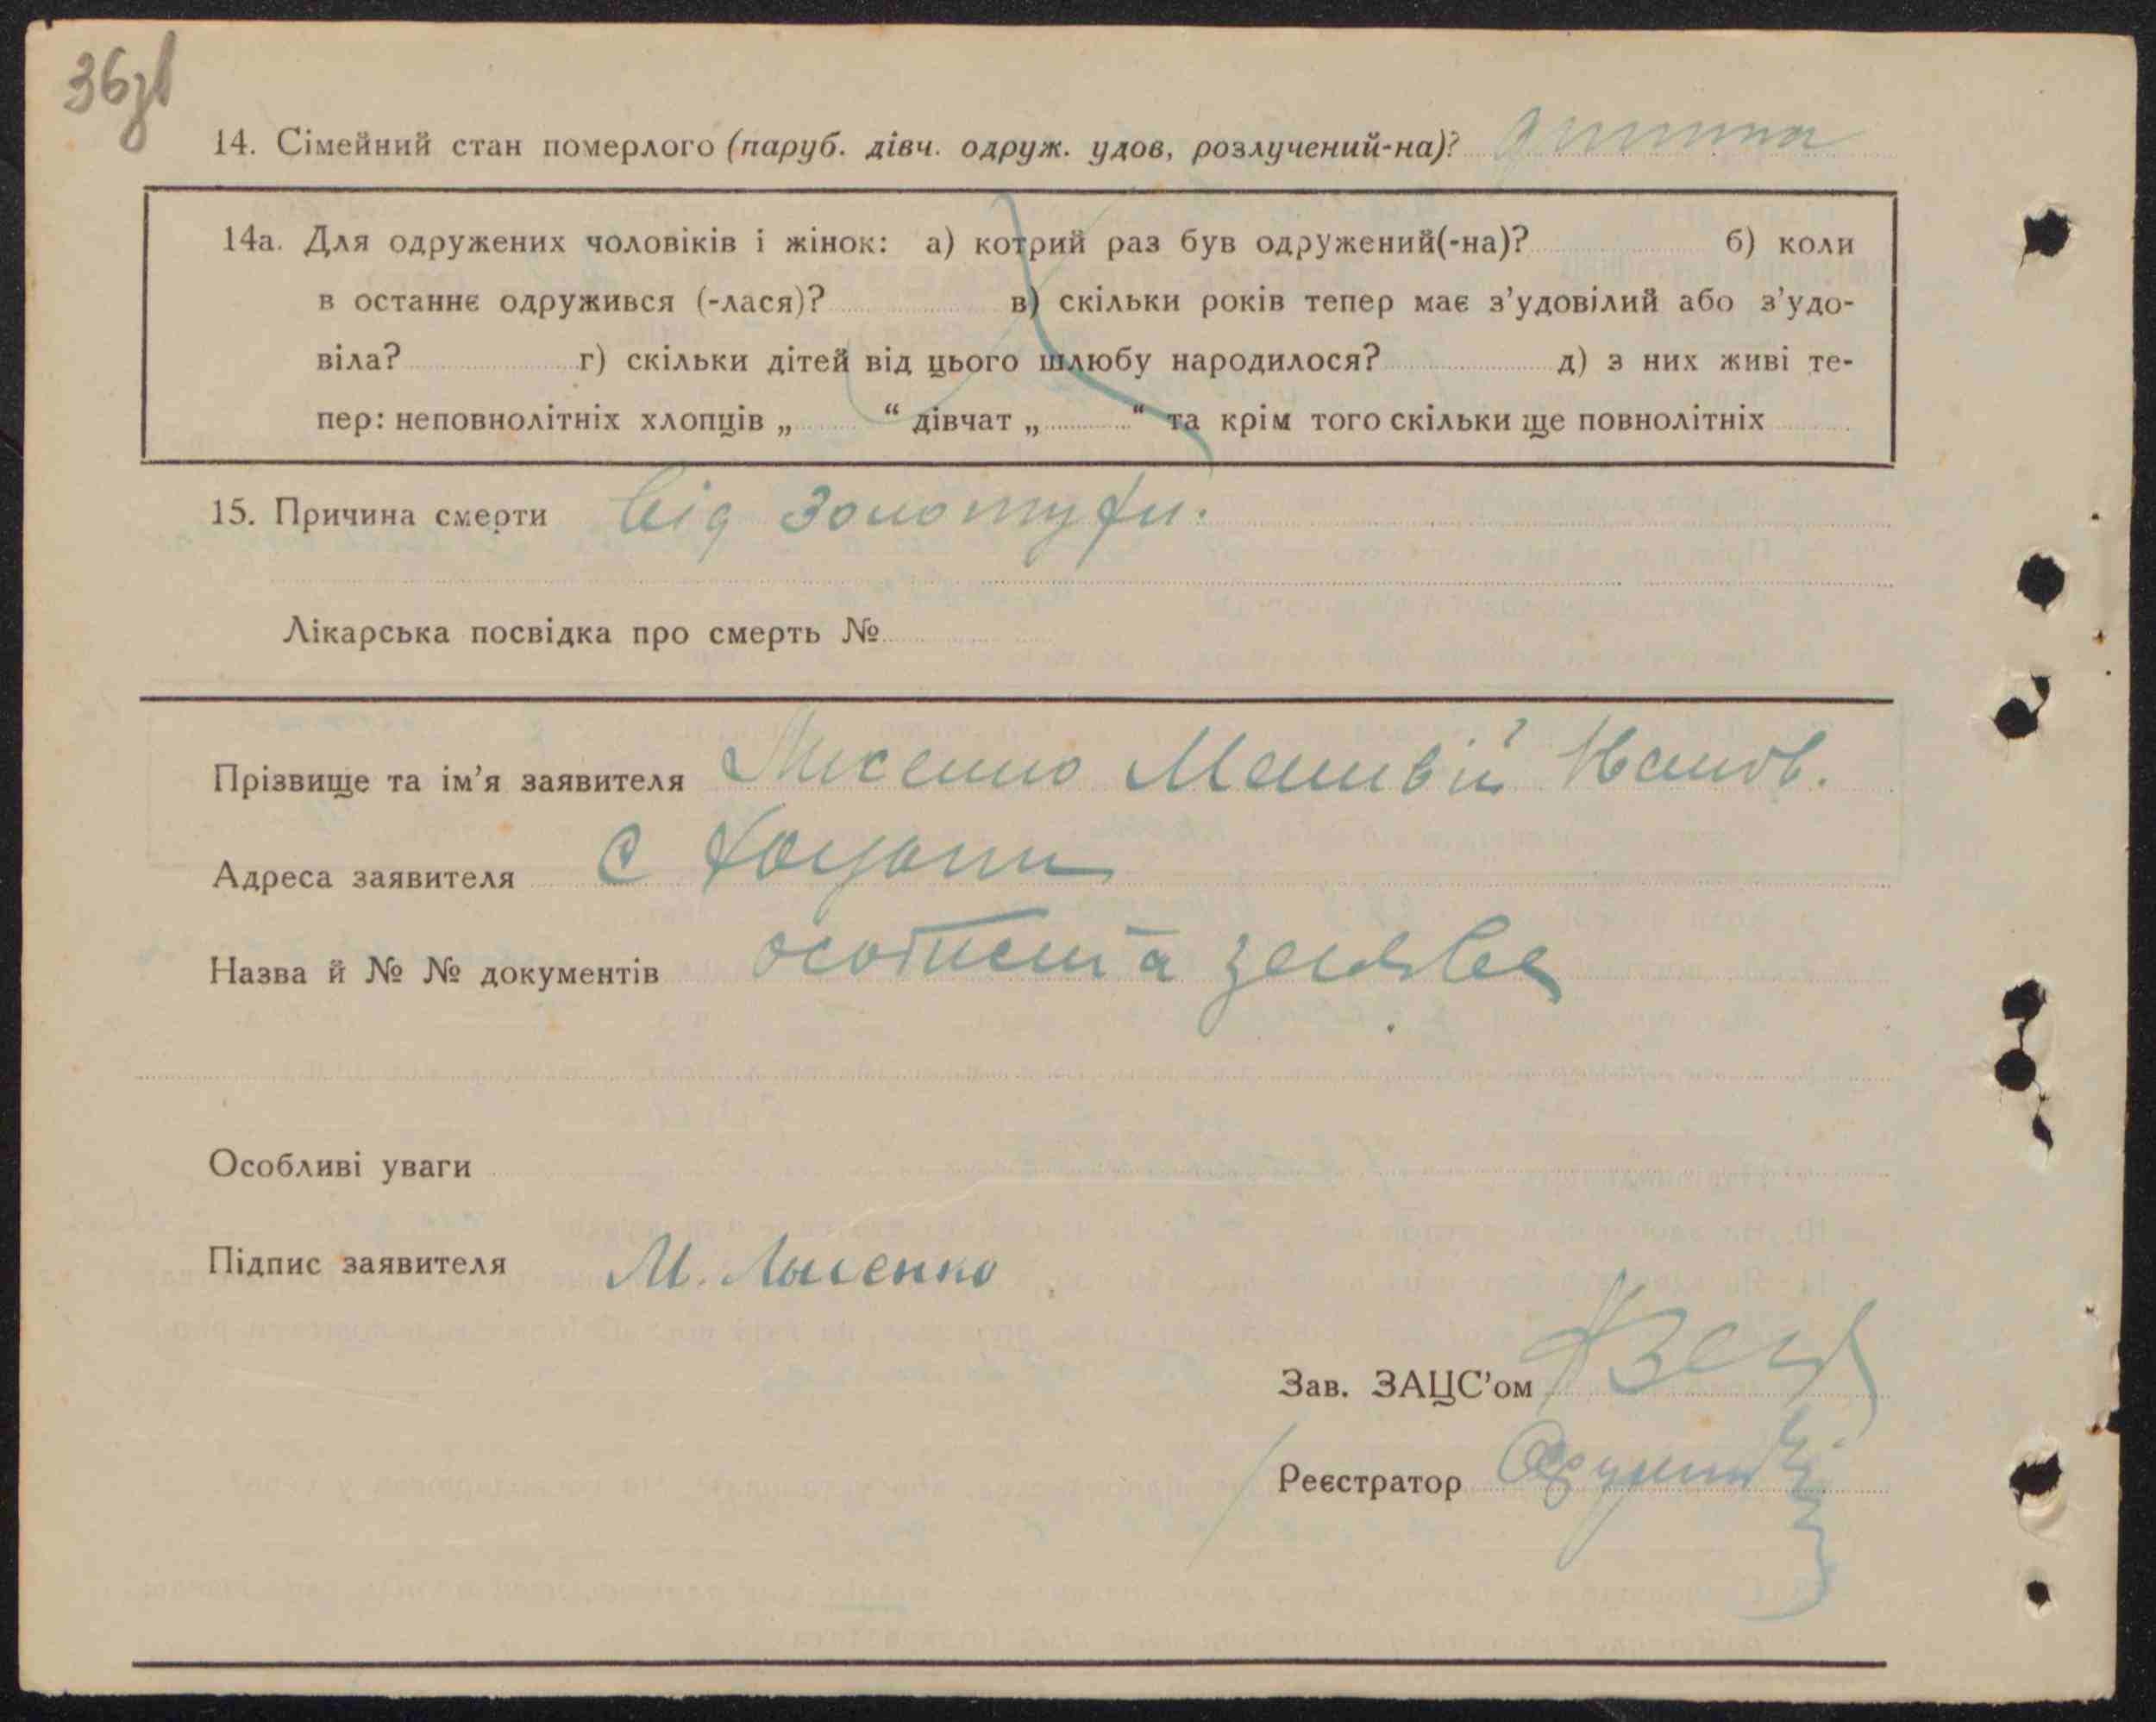 36зв
14. Сімейний стан померлого (паруб. дівч. одруж. удов, розлучений-на)? дитина
14а. Для одружених чоловіків і жінок: а) котрий раз був одружений(-на)? б) коли
в останнє одружився (-лася)? в) скільки років тепер має з'удовілий або з'удо-
віла? г) скільки дітей від цього шлюбу народилося? д) з них живі те-
пер: неповнолітніх хлопців „ “ дівчат „ “ та крім того скільки ще повнолітніх
15. Причина смерти від золотухи.
Лікарська посвідка про смерть №
Прізвище та ім'я заявителя Лисенко Матвій Іванов.
Адреса заявителя с Хоцьки
Назва й № № документів особиста заява
Особливі уваги
Підпис заявителя М. Лысенко
Зав. ЗАЦС'ом
Реєстратор